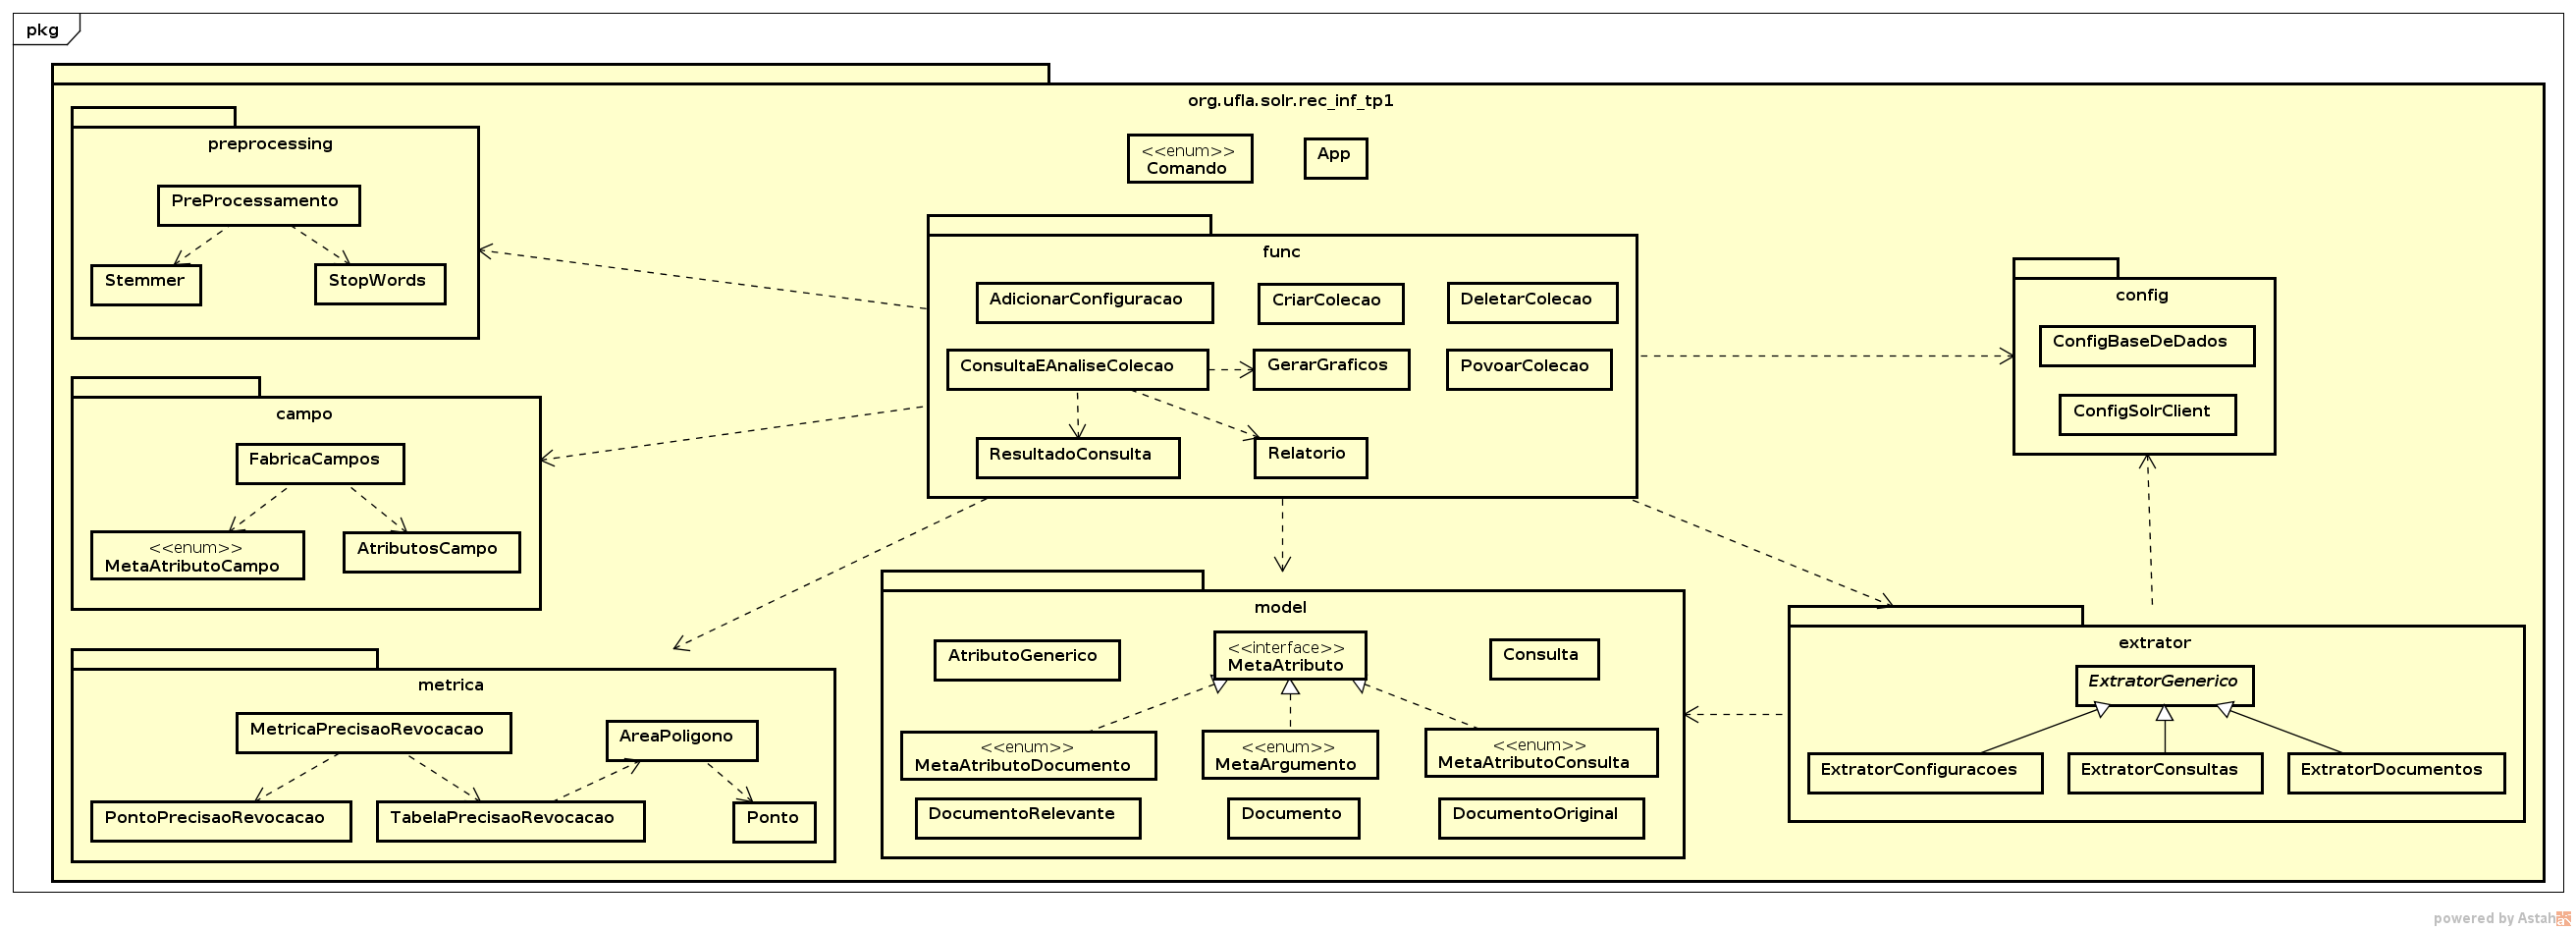 pkg
org.ufla.solr.rec_inf_tp1
<<enum>>
Comando
App
preprocessing
PreProcessamento
Stemmer
StopWords
func
AdicionarConfiguracao
CriarColecao
DeletarColecao
ConsultaEAnaliseColecao
GerarGraficos
PovoarColecao
ResultadoConsulta
Relatorio
config
ConfigBaseDeDados
ConfigSolrClient
campo
FabricaCampos
<<enum>>
MetaAtributoCampo
AtributosCampo
metrica
MetricaPrecisaoRevocacao
AreaPoligono
PontoPrecisaoRevocacao
TabelaPrecisaoRevocacao
Ponto
model
AtributoGenerico
<<interface>>
MetaAtributo
Consulta
<<enum>>
MetaAtributoDocumento
<<enum>>
MetaArgumento
<<enum>>
MetaAtributoConsulta
DocumentoRelevante
Documento
DocumentoOriginal
extrator
ExtratorGenerico
ExtratorConfiguracoes
ExtratorConsultas
ExtratorDocumentos
powered by Astah